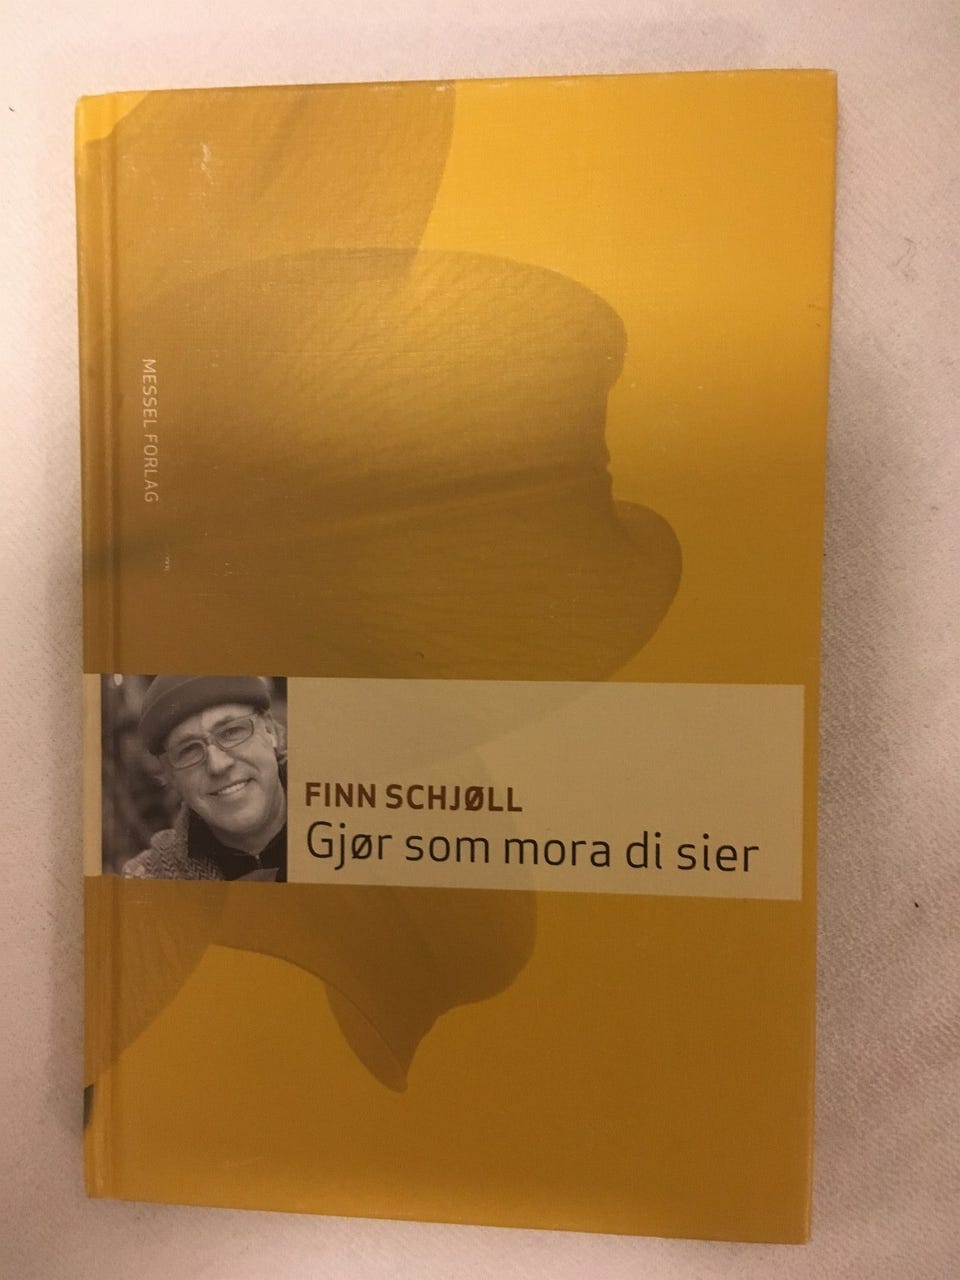 MESSEL FORLAG
FINN SCHJØLL
Gjør som mora di sier